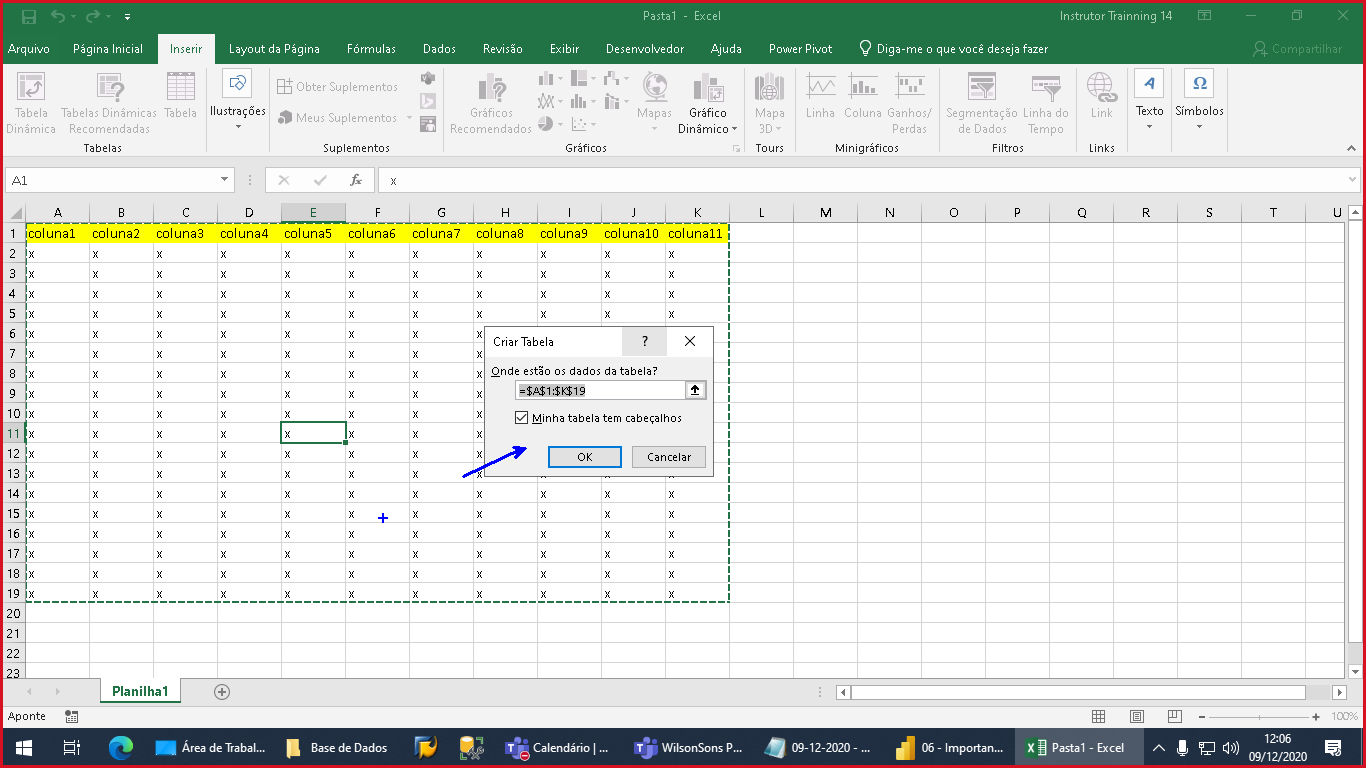 Pasta1 - Excel
Instrutor Trainning 14
Arquivo Página Inicial Inserir Layout da Página Fórmulas Dados Revisão Exibir Desenvolvedor Ajuda Power Pivot Diga-me o que você deseja fazer Compartilhar
Tabela Dinâmica
Tabelas Dinâmicas Recomendadas
Tabela
Tabelas
Ilustrações
Obter Suplementos
Meus Suplementos
Suplementos
Gráficos Recomendados
Mapas
Gráfico Dinâmico
Gráficos
Mapa 3D
Tours
Linha Coluna Ganhos/ Perdas
Minigráficos
Segmentação de Dados
Linha do Tempo
Filtros
Link
Links
Texto
Símbolos
A1 fx x
A B C D E F G H I J K L M N O P Q R S T U
1 coluna1 coluna2 coluna3 coluna4 coluna5 coluna6 coluna7 coluna8 coluna9 coluna10 coluna11
2 x x x x x x x x x x x
3 x x x x x x x x x x x
4 x x x x x x x x x x x
5 x x x x x x x x x x x
6 x x x x x x x x
7 x x x x x x x x
8 x x x x x x x x
9 x x x x x x x x
10 x x x x x x x x
11 x x x x x x x x
12 x x x x x x x x
13 x x x x x x x x x x x
14 x x x x x x x x x x x
15 x x x x x x x x x x x
16 x x x x x x x x x x x
17 x x x x x x x x x x x
18 x x x x x x x x x x x
19 x x x x x x x x x x x
20
21
22
23
Criar Tabela ?
Onde estão os dados da tabela?
=$A$1:$K$19
Minha tabela tem cabeçalhos
OK Cancelar
Planilha1
Aponte
100%
Área de Trabal...
Base de Dados
Calendário | ...
WilsonSons P...
09-12-2020 - ...
06 - Importan...
Pasta1 - Excel
12:06
09/12/2020